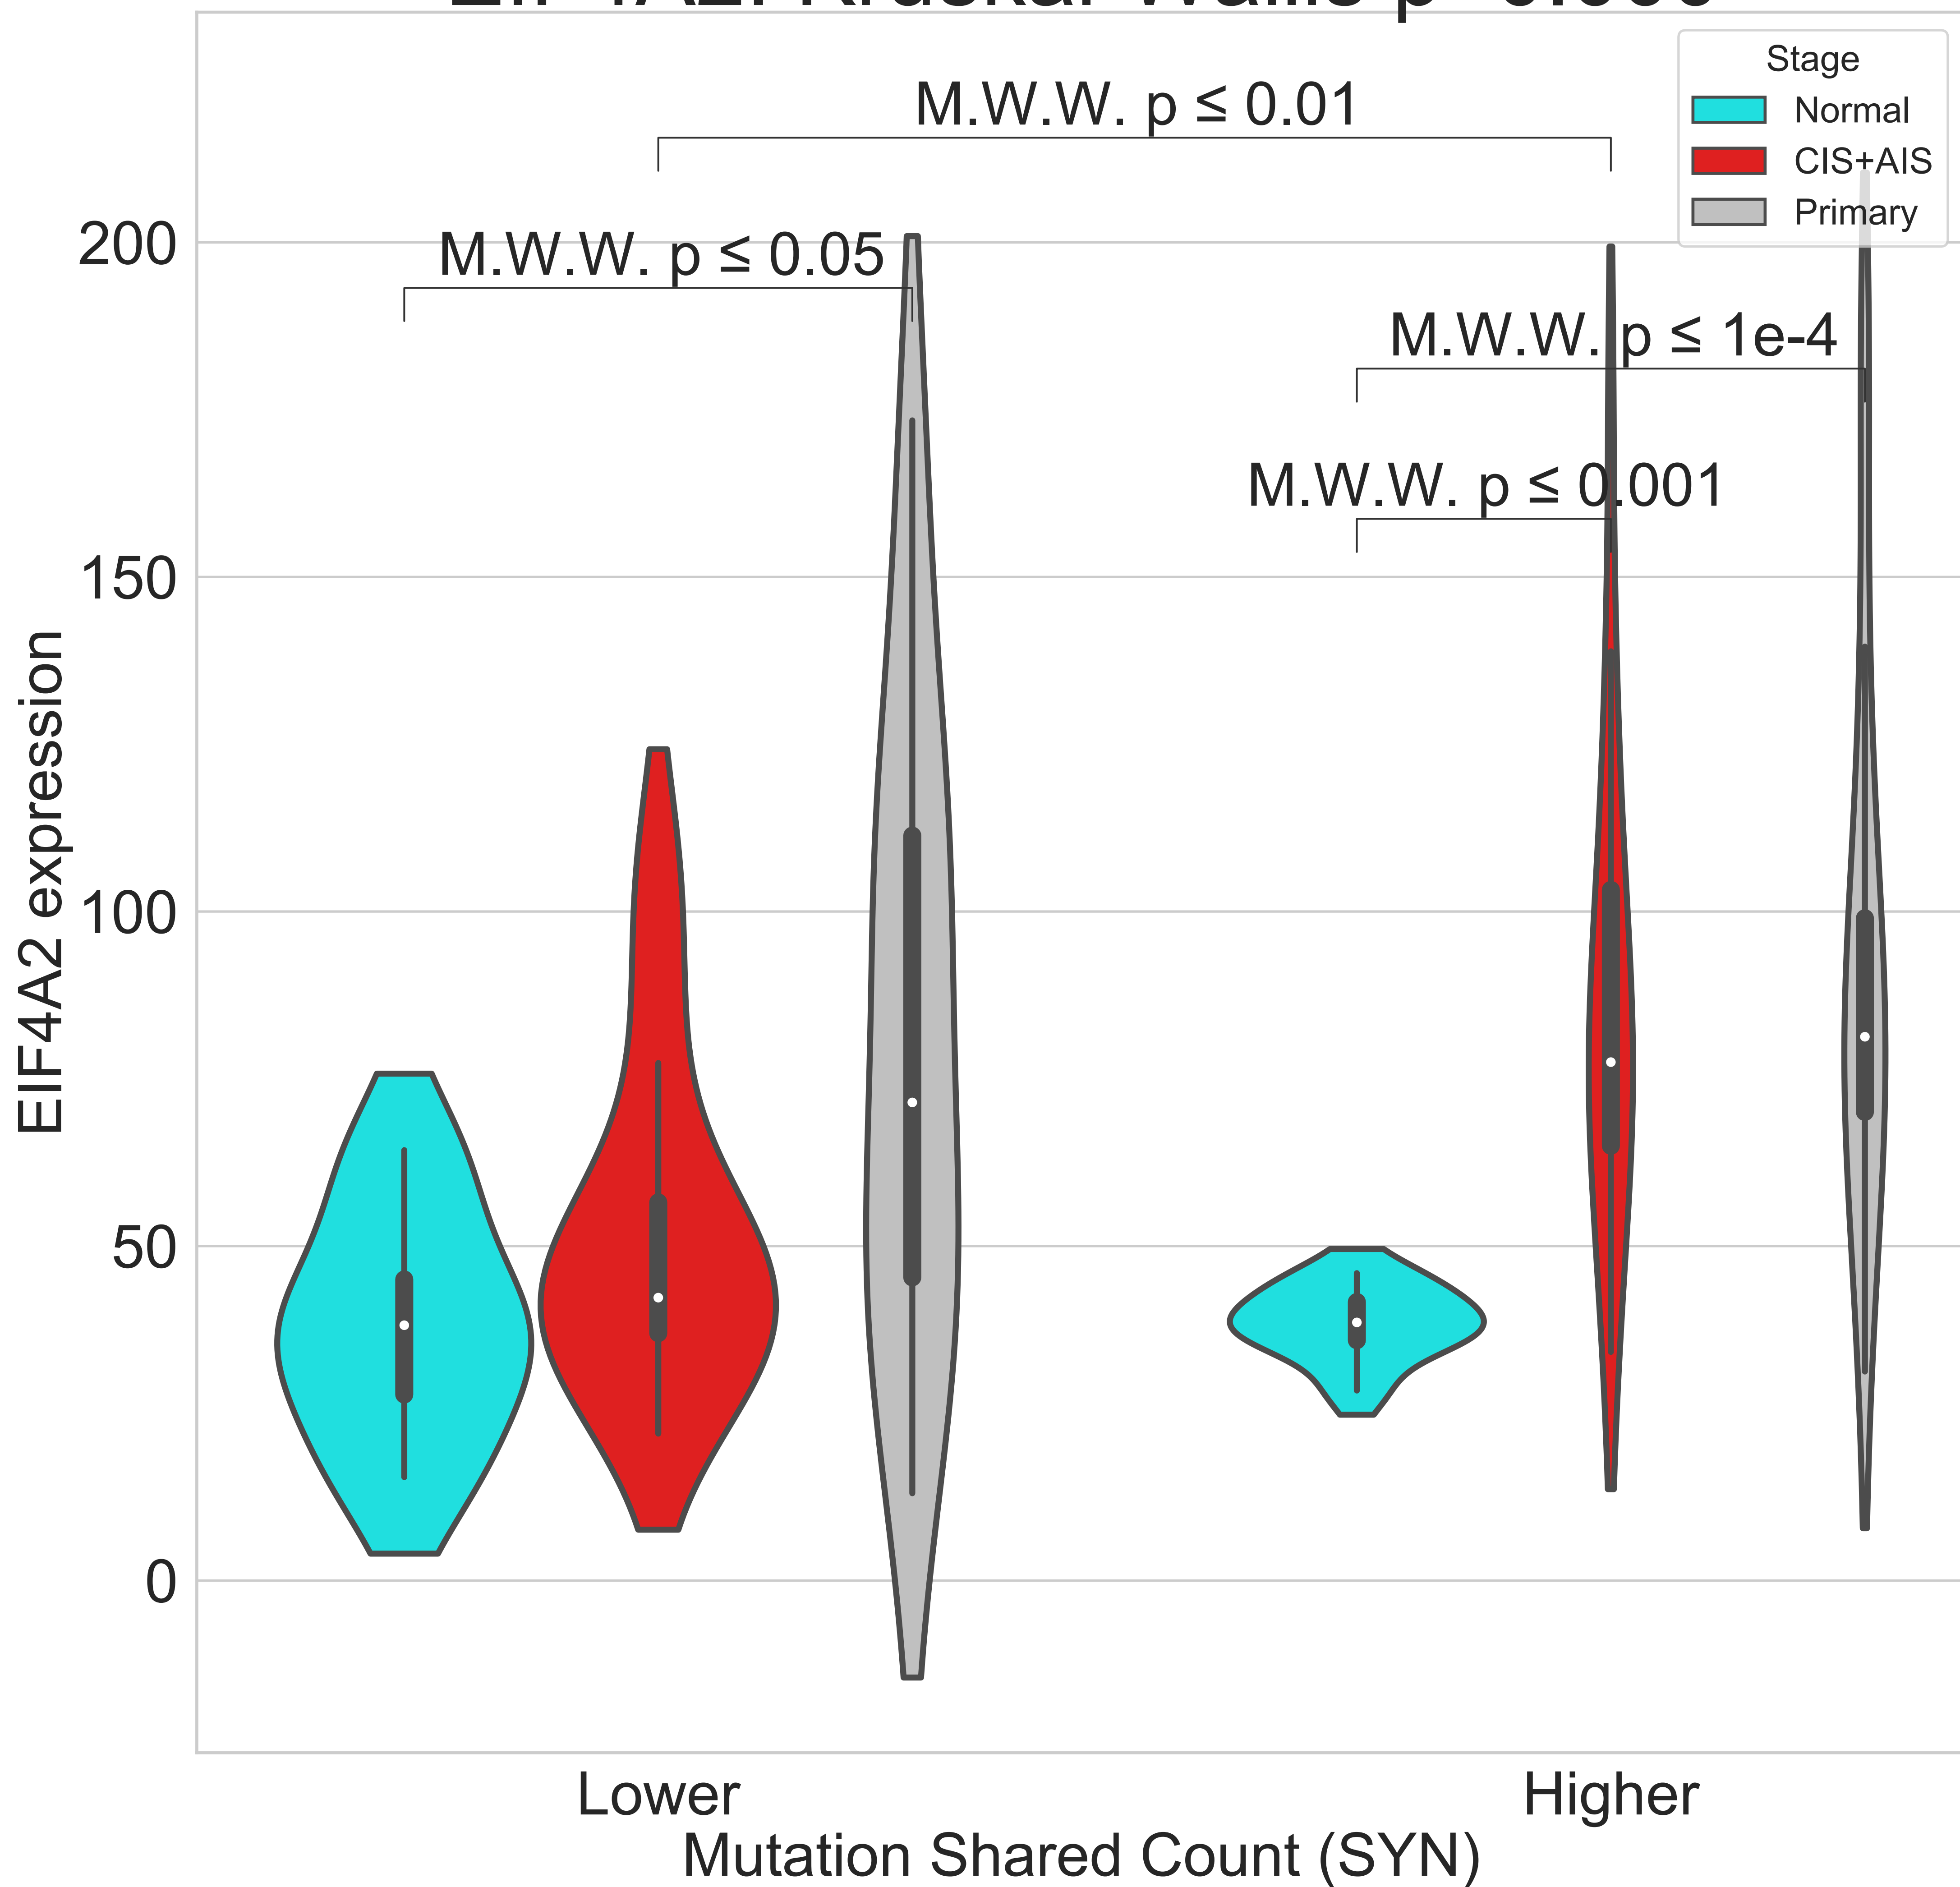 M.W.W. p ≤ 0.01
Stage
Normal
CIS+AIS
Primary
M.W.W. p ≤ 0.05
M.W.W. p ≤ 1e-4
M.W.W. p ≤ 0.001
200
150
100
50
0
EIF4A2 expression
Lower
Higher
Mutation Shared Count (SYN)